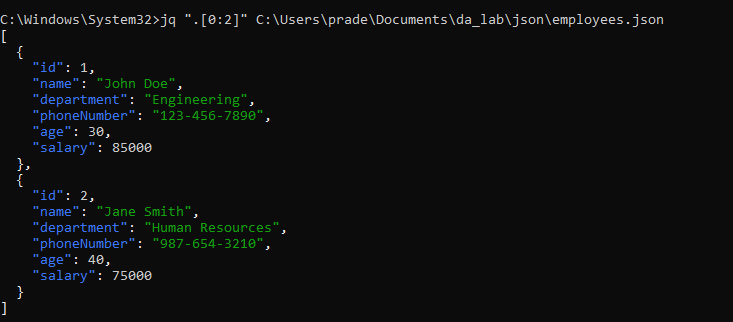 C:\Windows\System32>jq ".[0:2]" C:\Users\prade\Documents\da_lab\json\employees.json
[
  {
    "id": 1,
    "name": "John Doe",
    "department": "Engineering",
    "phoneNumber": "123-456-7890",
    "age": 30,
    "salary": 85000
  },
  {
    "id": 2,
    "name": "Jane Smith",
    "department": "Human Resources",
    "phoneNumber": "987-654-3210",
    "age": 40,
    "salary": 75000
  }
]